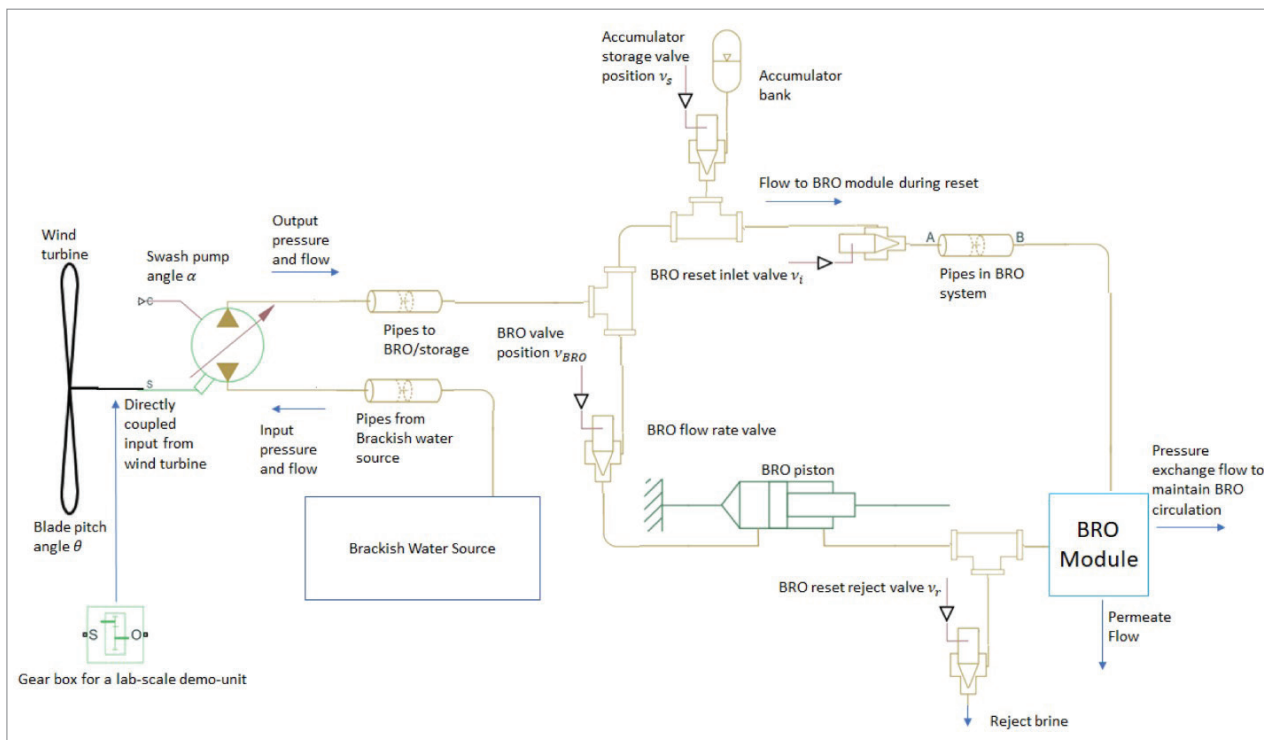 Accumulator
storage valve
position νₛ
Accumulator
bank
Flow to BRO module during reset
Wind
turbine
Swash pump
angle α
Output
pressure
and flow
BRO reset inlet valve νᵢ
A
B
Pipes in BRO
system
Pipes to
BRO/storage
BRO valve
position ν_BRO
S
Directly
coupled
input from
wind turbine
Input
pressure
and flow
Pipes from
Brackish water
source
BRO flow rate valve
BRO piston
Pressure
exchange flow to
maintain BRO
circulation
Blade pitch
angle θ
Brackish Water Source
BRO
Module
BRO reset reject valve νᵣ
Permeate
Flow
S O
Gear box for a lab-scale demo-unit
Reject brine